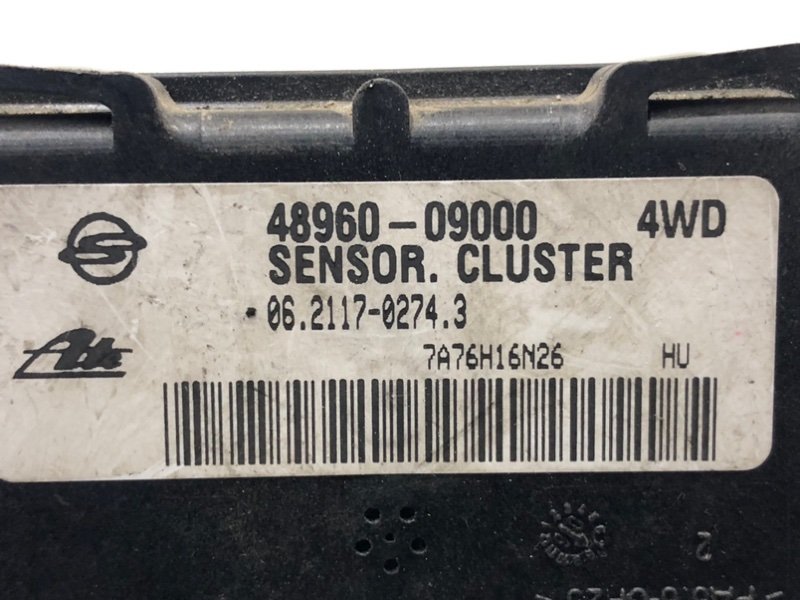 48960-09000 4WD
SENSOR. CLUSTER
06.2117-0274.3
Ate
7A76H16N26 HU
2